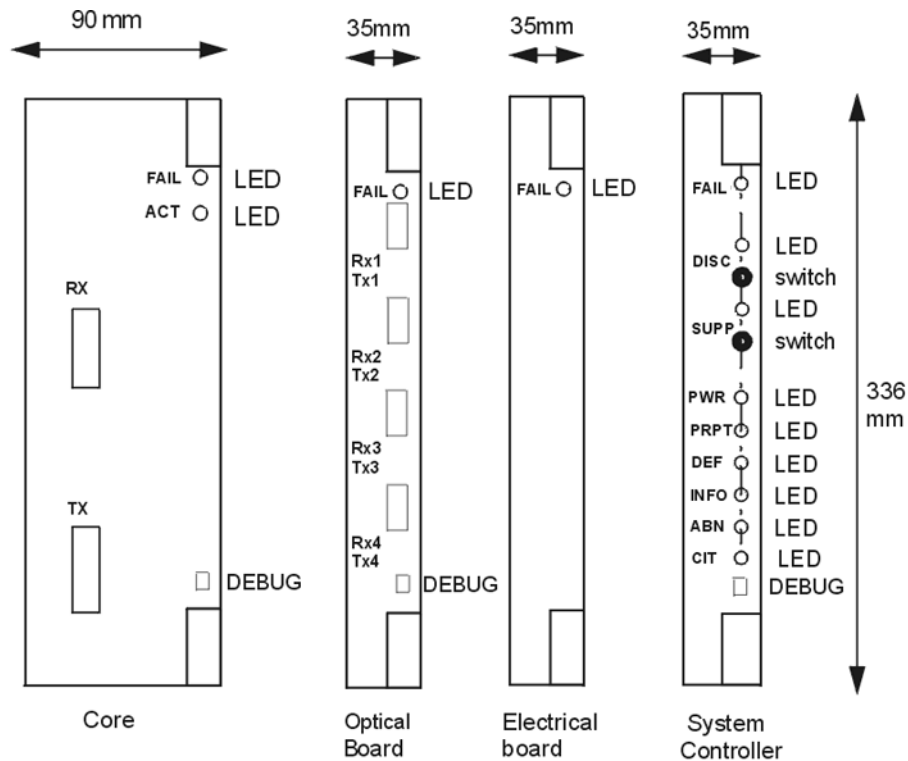 90 mm
35mm
35mm
35mm
FAIL LED
ACT LED
RX
TX
DEBUG
Core
FAIL LED
Rx1
Tx1
Rx2
Tx2
Rx3
Tx3
Rx4
Tx4
DEBUG
Optical
Board
FAIL LED
Electrical
board
FAIL LED
LED
DISC
switch
LED
SUPP
switch
PWR LED
PRPT LED
DEF LED
INFO LED
ABN LED
CIT LED
DEBUG
System
Controller
336
mm